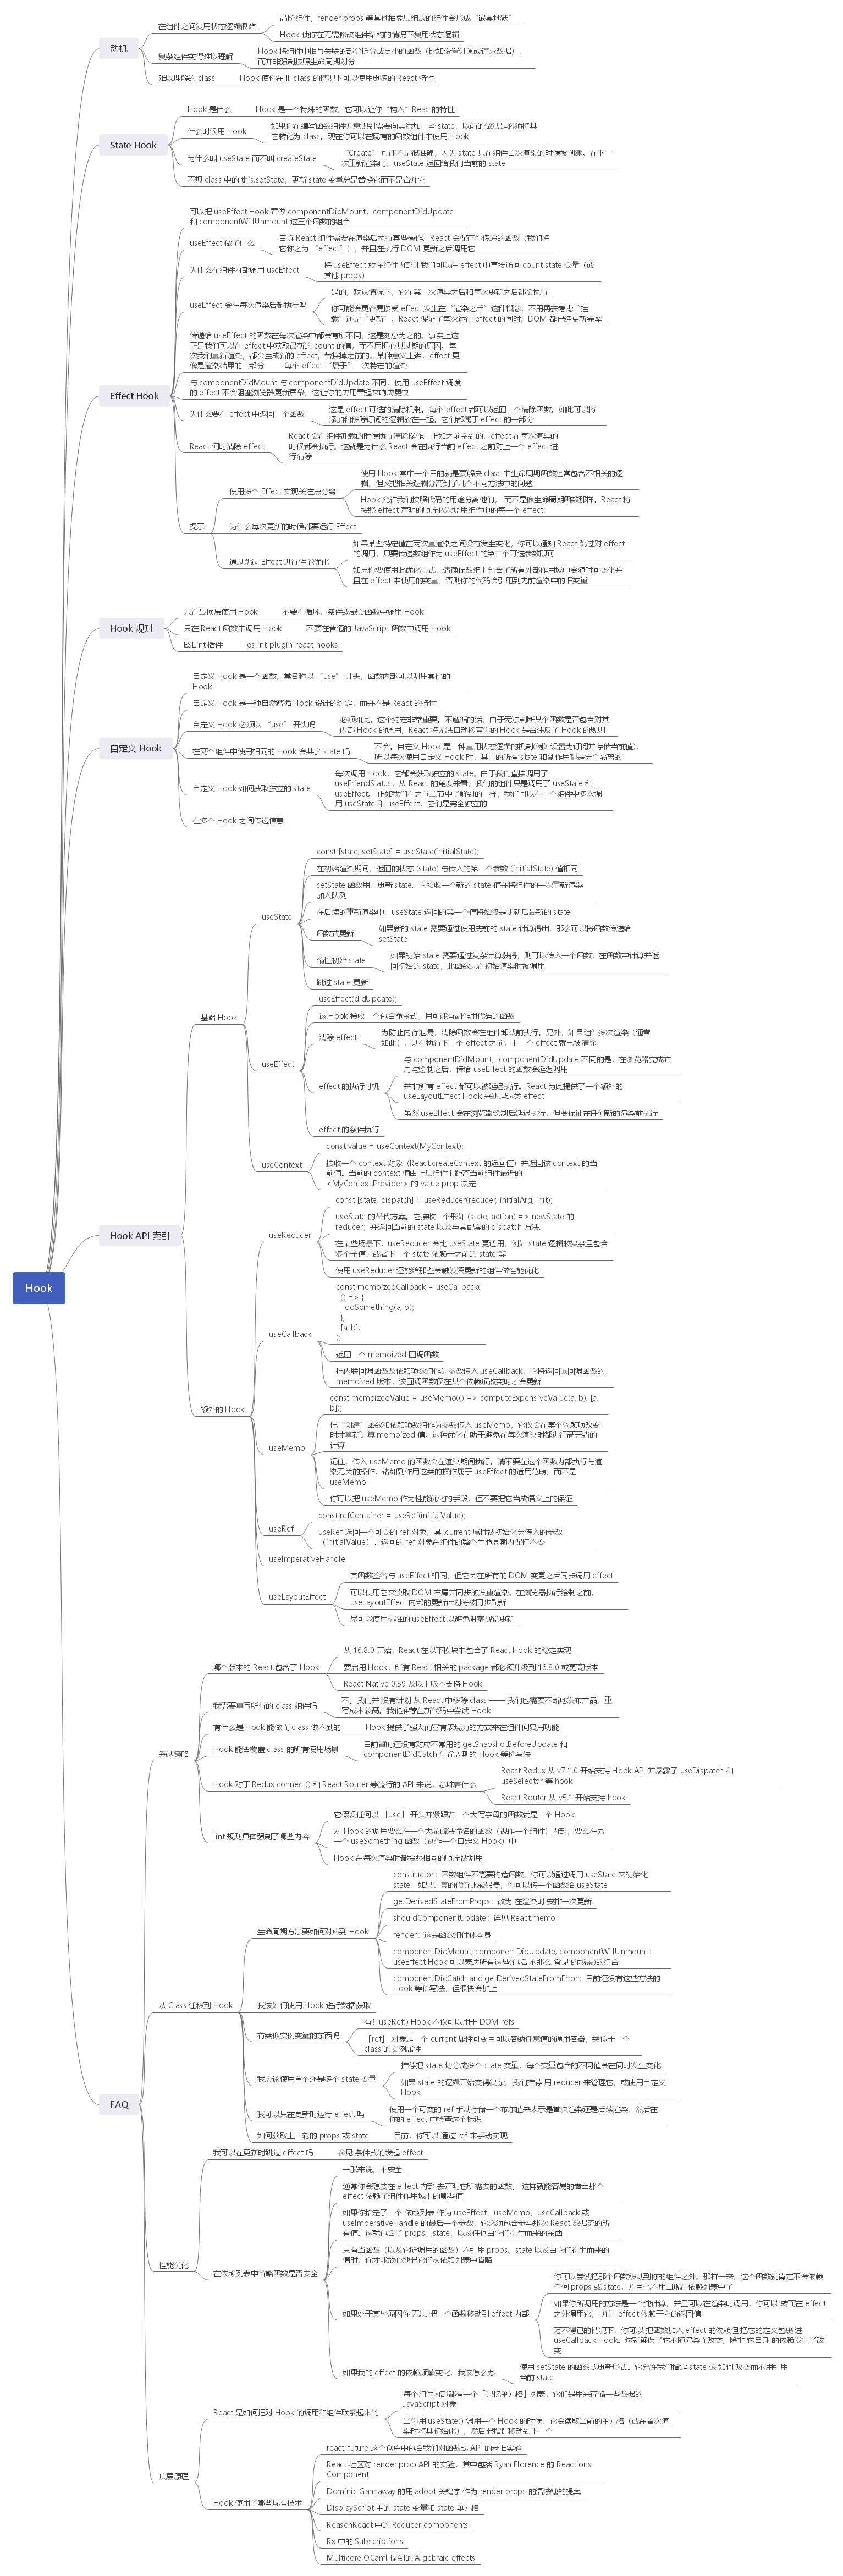 Hook
动机
在组件之间复用状态逻辑很难
高阶组件，render props 等其他抽象层组成的组件会形成“嵌套地狱”
Hook 使你在无需修改组件结构的情况下复用状态逻辑
复杂组件变得难以理解
Hook 将组件中相互关联的部分拆分成更小的函数（比如设置订阅或请求数据），
而并非强制按照生命周期划分
难以理解的 class
Hook 使你在非 class 的情况下可以使用更多的 React 特性
State Hook
Hook 是什么
Hook 是一个特殊的函数，它可以让你“钩入”React的特性
什么时候用 Hook
如果你在编写函数组件并意识到需要向其添加一些 state，以前的做法是必须将其
它转化为 class。现在你可以在现有的函数组件中使用 Hook
为什么叫 useState 而不叫 createState
“Create”可能不是很准确，因为 state 只在组件首次渲染的时候被创建。在下一
次重新渲染时，useState 返回给我们当前的 state
不想 class 中的 this.setState，更新 state 变量总是替换它而不是合并它
Effect Hook
可以把 useEffect Hook 看做 componentDidMount，componentDidUpdate
和 componentWillUnmount 这三个函数的组合
useEffect 做了什么
告诉 React 组件需要在渲染后执行某些操作。React 会保存你传递的函数（我们将
它称之为 “effect”），并且在执行 DOM 更新之后调用它
为什么在组件内部调用 useEffect
将 useEffect 放在组件内部让我们可以在 effect 中直接访问 count state 变量（或
其他 props）
useEffect 会在每次渲染后都执行吗
是的，默认情况下，它在第一次渲染之后和每次更新之后都会执行
你可能会更容易接受 effect 发生在“渲染之后”这种概念，不用再去考虑“挂
载”还是“更新”。React 保证了每次运行 effect 的同时，DOM 都已经更新完毕
传递给 useEffect 的函数在每次渲染中都会有所不同，这是刻意为之的。事实上这
正是我们可以在 effect 中获取最新的 count 的值，而不用担心其过期的原因。每
次我们重新渲染，都会生成新的 effect，替换掉之前的。某种意义上讲，effect 更
像是渲染结果的一部分 —— 每个 effect “属于”一次特定的渲染
与 componentDidMount 与 componentDidUpdate 不同，使用 useEffect 调度
的 effect 不会阻塞浏览器更新屏幕，这让你的应用看起来响应更快
为什么要在 effect 中返回一个函数
这是 effect 可选的清除机制。每个 effect 都可以返回一个清除函数。如此可以将
添加和移除订阅的逻辑放在一起。它们都属于 effect 的一部分
React 何时清除 effect
React 会在组件卸载的时候执行清除操作。正如之前学到的，effect 在每次渲染的
时候都会执行。这就是为什么 React 会在执行当前 effect 之前对上一个 effect 进
行清除
提示
使用多个 Effect 实现关注点分离
使用 Hook 其中一个目的就是要解决 class 中生命周期函数经常包含不相关的逻
辑，但又把相关逻辑分离到了几个不同方法中的问题
Hook 允许我们按照代码的用途分离他们， 而不是像生命周期函数那样。React 将
按照 effect 声明的顺序依次调用组件中的每一个 effect
为什么每次更新的时候都要运行 Effect
通过跳过 Effect 进行性能优化
如果某些特定值在两次重渲染之间没有发生变化，你可以通知 React 跳过对 effect
的调用，只要传递数组作为 useEffect 的第二个可选参数即可
如果你要使用此优化方式，请确保数组中包含了所有外部作用域中会随时间变化并
且在 effect 中使用的变量，否则你的代码会引用到先前渲染中的旧变量
Hook 规则
只在最顶层使用 Hook
不要在循环，条件或嵌套函数中调用 Hook
只在 React 函数中调用 Hook
不要在普通的 JavaScript 函数中调用 Hook
ESLint 插件
eslint-plugin-react-hooks
自定义 Hook
自定义 Hook 是一个函数，其名称以 “use” 开头，函数内部可以调用其他的
Hook
自定义 Hook 是一种自然遵循 Hook 设计的约定，而并不是 React 的特性
自定义 Hook 必须以 “use” 开头吗
必须如此。这个约定非常重要。不遵循的话，由于无法判断某个函数是否包含对其
内部 Hook 的调用，React 将无法自动检查你的 Hook 是否违反了 Hook 的规则
在两个组件中使用相同的 Hook 会共享 state 吗
不会。自定义 Hook 是一种重用状态逻辑的机制(例如设置为订阅并存储当前值)，
所以每次使用自定义 Hook 时，其中的所有 state 和副作用都是完全隔离的
自定义 Hook 如何获取独立的 state
每次调用 Hook，它都会获取独立的 state。由于我们直接调用了
useFriendStatus，从 React 的角度来看，我们的组件只是调用了 useState 和
useEffect。 正如我们在之前章节中了解到的一样，我们可以在一个组件中多次调
用 useState 和 useEffect，它们是完全独立的
在多个 Hook 之间传递信息
Hook API 索引
基础 Hook
useState
const [state, setState] = useState(initialState);
在初始渲染期间，返回的状态 (state) 与传入的第一个参数 (initialState) 值相同
setState 函数用于更新 state。它接收一个新的 state 值并将组件的一次重新渲染
加入队列
在后续的重新渲染中，useState 返回的第一个值将始终是更新后最新的 state
函数式更新
如果新的 state 需要通过使用先前的 state 计算得出，那么可以将函数传递给
setState
惰性初始 state
如果初始 state 需要通过复杂计算获得，则可以传入一个函数，在函数中计算并返
回初始的 state，此函数只在初始渲染时被调用
跳过 state 更新
useEffect
useEffect(didUpdate);
该 Hook 接收一个包含命令式、且可能有副作用代码的函数
清除 effect
为防止内存泄漏，清除函数会在组件卸载前执行。另外，如果组件多次渲染（通常
如此），则在执行下一个 effect 之前，上一个 effect 就已被清除
effect 的执行时机
与 componentDidMount、componentDidUpdate 不同的是，在浏览器完成布
局与绘制之后，传给 useEffect 的函数会延迟调用
并非所有 effect 都可以被延迟执行。React 为此提供了一个额外的
useLayoutEffect Hook 来处理这类 effect
虽然 useEffect 会在浏览器绘制后延迟执行，但会保证在任何新的渲染前执行
effect 的条件执行
useContext
const value = useContext(MyContext);
接收一个 context 对象（React.createContext 的返回值）并返回该 context 的当
前值。当前的 context 值由上层组件中距离当前组件最近的
<MyContext.Provider> 的 value prop 决定
额外的 Hook
useReducer
const [state, dispatch] = useReducer(reducer, initialArg, init);
useState 的替代方案。它接收一个形如 (state, action) => newState 的
reducer，并返回当前的 state 以及与其配套的 dispatch 方法。
在某些场景下，useReducer 会比 useState 更适用，例如 state 逻辑较复杂且包含
多个子值，或者下一个 state 依赖于之前的 state 等
使用 useReducer 还能给那些会触发深更新的组件做性能优化
useCallback
const memoizedCallback = useCallback(
() => {
doSomething(a, b);
},
[a, b],
);
返回一个 memoized 回调函数
把内联回调函数及依赖项数组作为参数传入 useCallback，它将返回该回调函数的
memoized 版本，该回调函数仅在某个依赖项改变时才会更新
useMemo
const memoizedValue = useMemo(() => computeExpensiveValue(a, b), [a,
b]);
把“创建”函数和依赖项数组作为参数传入 useMemo，它仅会在某个依赖项改变
时才重新计算 memoized 值。这种优化有助于避免在每次渲染时都进行高开销的
计算
记住，传入 useMemo 的函数会在渲染期间执行。请不要在这个函数内部执行与渲
染无关的操作，诸如副作用这类的操作属于 useEffect 的适用范畴，而不是
useMemo
你可以把 useMemo 作为性能优化的手段，但不要把它当成语义上的保证
useRef
const refContainer = useRef(initialValue);
useRef 返回一个可变的 ref 对象，其 .current 属性被初始化为传入的参数
（initialValue）。返回的 ref 对象在组件的整个生命周期内保持不变
useImperativeHandle
useLayoutEffect
其函数签名与 useEffect 相同，但它会在所有的 DOM 变更之后同步调用 effect
可以使用它来读取 DOM 布局并同步触发重渲染。在浏览器执行绘制之前，
useLayoutEffect 内部的更新计划将被同步刷新
尽可能使用标准的 useEffect 以避免阻塞视觉更新
FAQ
采纳策略
哪个版本的 React 包含了 Hook
从 16.8.0 开始，React 在以下模块中包含了 React Hook 的稳定实现
要启用 Hook，所有 React 相关的 package 都必须升级到 16.8.0 或更高版本
React Native 0.59 及以上版本支持 Hook
我需要重写所有的 class 组件吗
不。我们并 没有计划 从 React 中移除 class —— 我们也需要不断地发布产品，重
写成本较高。我们推荐在新代码中尝试 Hook
有什么是 Hook 能做而 class 做不到的
Hook 提供了强大而富有表现力的方式来在组件间复用功能
Hook 能否覆盖 class 的所有使用场景
目前暂时还没有对应不常用的 getSnapshotBeforeUpdate 和
componentDidCatch 生命周期的 Hook 等价写法
Hook 对于 Redux connect() 和 React Router 等流行的 API 来说，意味着什么
React Redux 从 v7.1.0 开始支持 Hook API 并暴露了 useDispatch 和
useSelector 等 hook
React Router 从 v5.1 开始支持 hook
lint 规则具体强制了哪些内容
它假设任何以 「use」 开头并紧跟着一个大写字母的函数就是一个 Hook
对 Hook 的调用要么在一个大驼峰法命名的函数（视作一个组件）内部，要么在另
一个 useSomething 函数（视作一个自定义 Hook）中
Hook 在每次渲染时都按照相同的顺序被调用
从 Class 迁移到 Hook
生命周期方法要如何对应到 Hook
constructor：函数组件不需要构造函数。你可以通过调用 useState 来初始化
state。如果计算的代价比较昂贵，你可以传一个函数给 useState
getDerivedStateFromProps：改为 在渲染时 安排一次更新
shouldComponentUpdate：详见 React.memo
render：这是函数组件体本身
componentDidMount, componentDidUpdate, componentWillUnmount：
useEffect Hook 可以表达所有这些(包括 不那么 常见 的场景)的组合
componentDidCatch and getDerivedStateFromError：目前还没有这些方法的
Hook 等价写法，但很快会加上
我该如何使用 Hook 进行数据获取
有类似实例变量的东西吗
有！useRef() Hook 不仅可以用于 DOM refs
「ref」 对象是一个 current 属性可变且可以容纳任意值的通用容器，类似于一个
class 的实例属性
我应该使用单个还是多个 state 变量
推荐把 state 切分成多个 state 变量，每个变量包含的不同值会在同时发生变化
如果 state 的逻辑开始变得复杂，我们推荐 用 reducer 来管理它，或使用自定义
Hook
我可以只在更新时运行 effect 吗
使用一个可变的 ref 手动存储一个布尔值来表示是首次渲染还是后续渲染，然后在
你的 effect 中检查这个标识
如何获取上一轮的 props 或 state
目前，你可以 通过 ref 来手动实现
性能优化
我可以在更新时跳过 effect 吗
参见 条件式的发起 effect
在依赖列表中省略函数是否安全
一般来说，不安全
通常你会想要在 effect 内部 去声明它所需要的函数。 这样就能容易的看出那个
effect 依赖了组件作用域中的哪些值
如果你指定了一个 依赖列表 作为 useEffect、useMemo、useCallback 或
useImperativeHandle 的最后一个参数，它必须包含参与那次 React 数据流的所
有值。这就包含了 props、state，以及任何由它们衍生而来的东西
只有当函数（以及它所调用的函数）不引用 props、state 以及由它们衍生而来的
值时，你才能放心地把它们从依赖列表中省略
如果处于某些原因你 无法 把一个函数移动到 effect 内部
你可以尝试把那个函数移动到你的组件之外。那样一来，这个函数就肯定不会依赖
任何 props 或 state，并且也不用出现在依赖列表中了
如果你所调用的方法是一个纯计算，并且可以在渲染时调用，你可以 转而在 effect
之外调用它， 并让 effect 依赖于它的返回值
万不得已的情况下，你可以 把函数加入 effect 的依赖但 把它的定义包裹 进
useCallback Hook。这就确保了它不随渲染而改变，除非 它自身 的依赖发生了改
变
如果我的 effect 的依赖频繁变化，我该怎么办
使用 setState 的函数式更新形式。它允许我们指定 state 该 如何 改变而不用引用
当前 state
底层原理
React 是如何把对 Hook 的调用和组件联系起来的
每个组件内部都有一个「记忆单元格」列表。它们是用来存储一些数据的
JavaScript 对象
当你用 useState() 调用一个 Hook 的时候，它会读取当前的单元格（或在首次渲
染时将其初始化），然后把指针移动到下一个
Hook 使用了哪些现有技术
react-future 这个仓库中包含我们对函数式 API 的老旧实验
React 社区对 render prop API 的实验，其中包括 Ryan Florence 的 Reactions
Component
Dominic Gannaway 的用 adopt 关键字 作为 render props 的语法糖的提案
DisplayScript 中的 state 变量和 state 单元格
ReasonReact 中的 Reducer components
Rx 中的 Subscriptions
Multicore OCaml 提到的 Algebraic effects